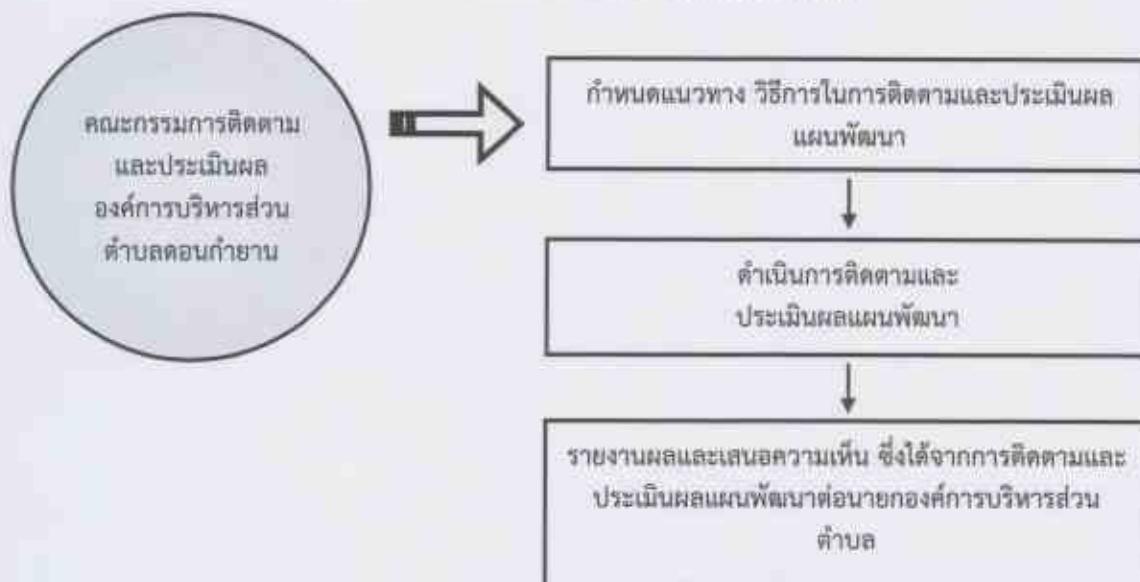 คณะกรรมการติดตาม
และประเมินผล
องค์การบริหารส่วน
ตำบลดอนกำยาน
กำหนดแนวทาง วิธีการในการติดตามและประเมินผล
แผนพัฒนา
ดำเนินการติดตามและ
ประเมินผลแผนพัฒนา
รายงานผลและเสนอความเห็น ซึ่งได้จากการติดตามและ
ประเมินผลแผนพัฒนาต่อนายกองค์การบริหารส่วน
ตำบล